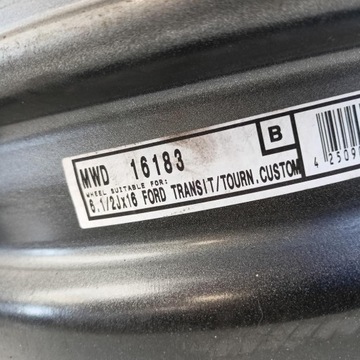 MWD 16183
B
WHEEL SUITABLE FOR:
6.1/2Jx16 FORD TRANSIT/TOURN.CUSTOM